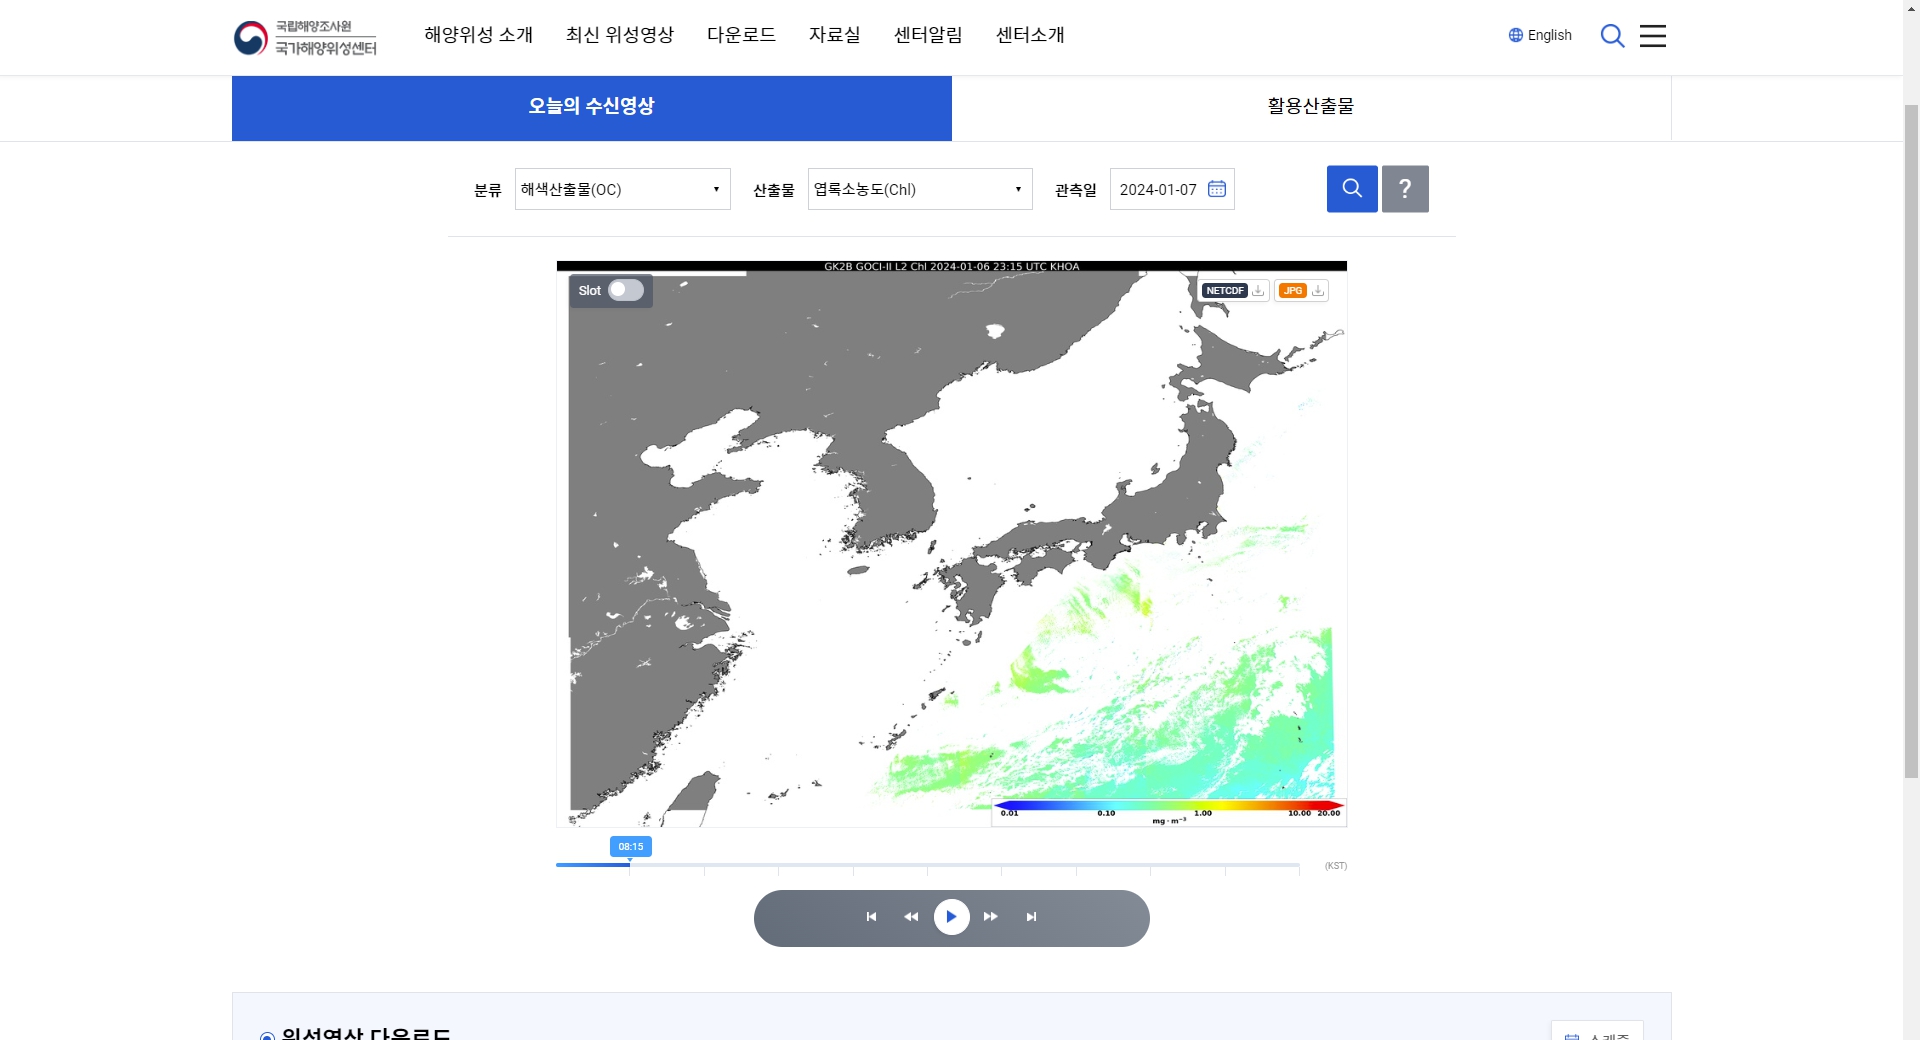 국립해양조사원
국가해양위성센터
해양위성 소개
최신 위성영상
다운로드
자료실
센터알림
센터소개
English
오늘의 수신영상
활용산출물
분류
해색산출물(OC)
산출물
엽록소농도(Chl)
관측일
2024-01-07
?
GK2B GOCI-II L2 Chl 2024-01-06 23:15 UTC KHOA
Slot
NETCDF
JPG
0.01 0.10 1.00 10.00 20.00
mg · m⁻³
08:15
(KST)
위성영상 다운로드
스케줄